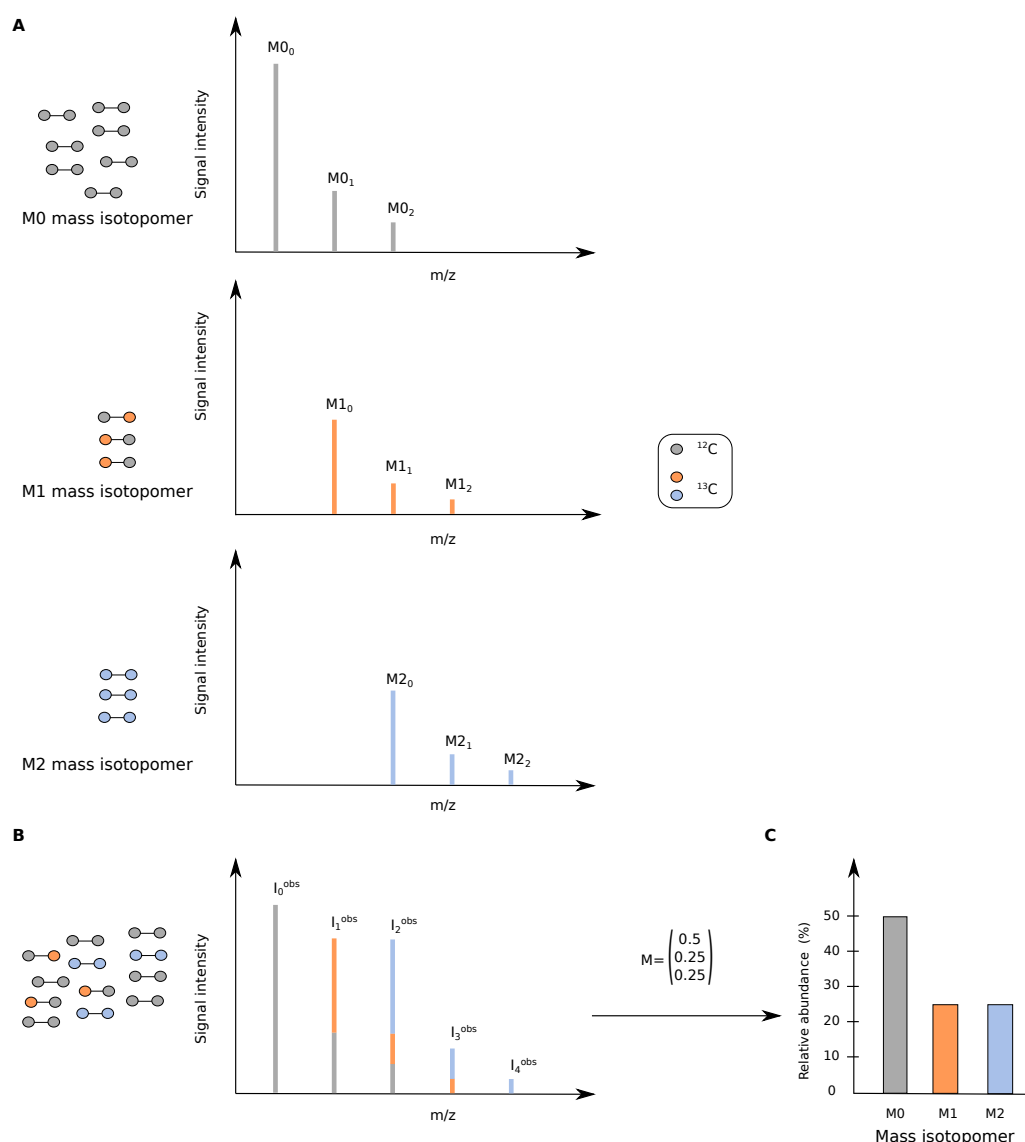 A
M0₀
M0₁
M0₂
Signal intensity
M0 mass isotopomer
m/z
M1₀
M1₁
M1₂
Signal intensity
M1 mass isotopomer
m/z
¹²C
¹³C
M2₀
M2₁
M2₂
Signal intensity
M2 mass isotopomer
m/z
B
I₀ᵒᵇˢ
I₁ᵒᵇˢ
I₂ᵒᵇˢ
I₃ᵒᵇˢ
I₄ᵒᵇˢ
Signal intensity
m/z
M=
0.5
0.25
0.25
C
Relative abundance (%)
50
40
30
20
10
0
M0 M1 M2
Mass isotopomer